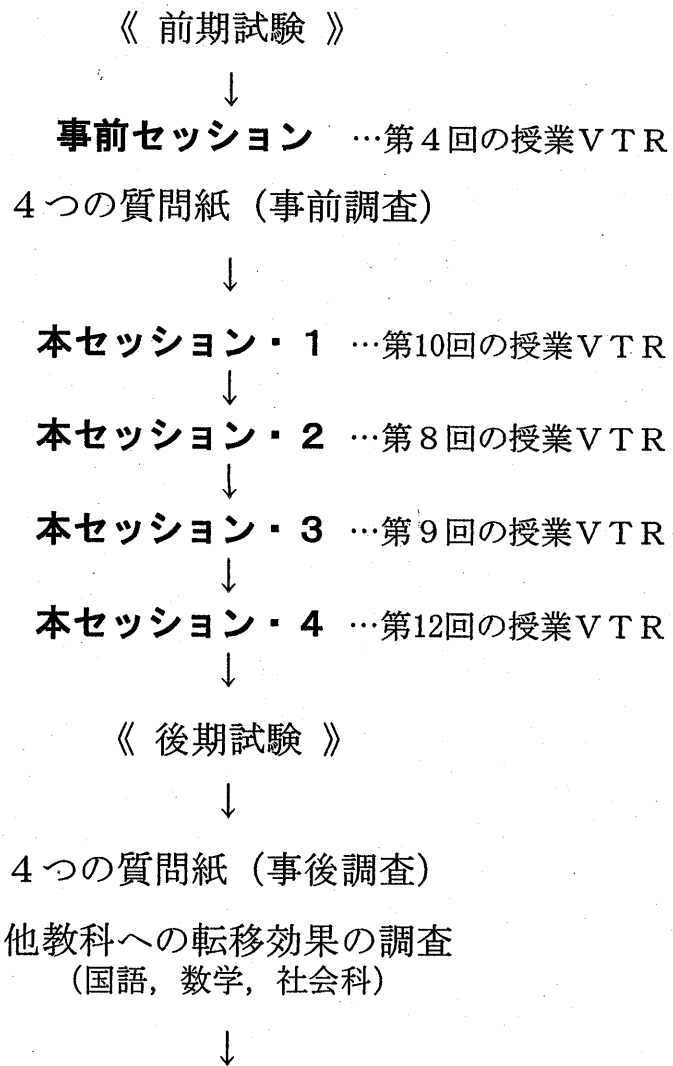 《 前期試験 》
↓
事前セッション …第4回の授業VTR
4つの質問紙（事前調査）
↓
本セッション・1 …第10回の授業VTR
↓
本セッション・2 …第8回の授業VTR
↓
本セッション・3 …第9回の授業VTR
↓
本セッション・4 …第12回の授業VTR
↓
《 後期試験 》
↓
4つの質問紙（事後調査）
他教科への転移効果の調査
（国語，数学，社会科）
↓